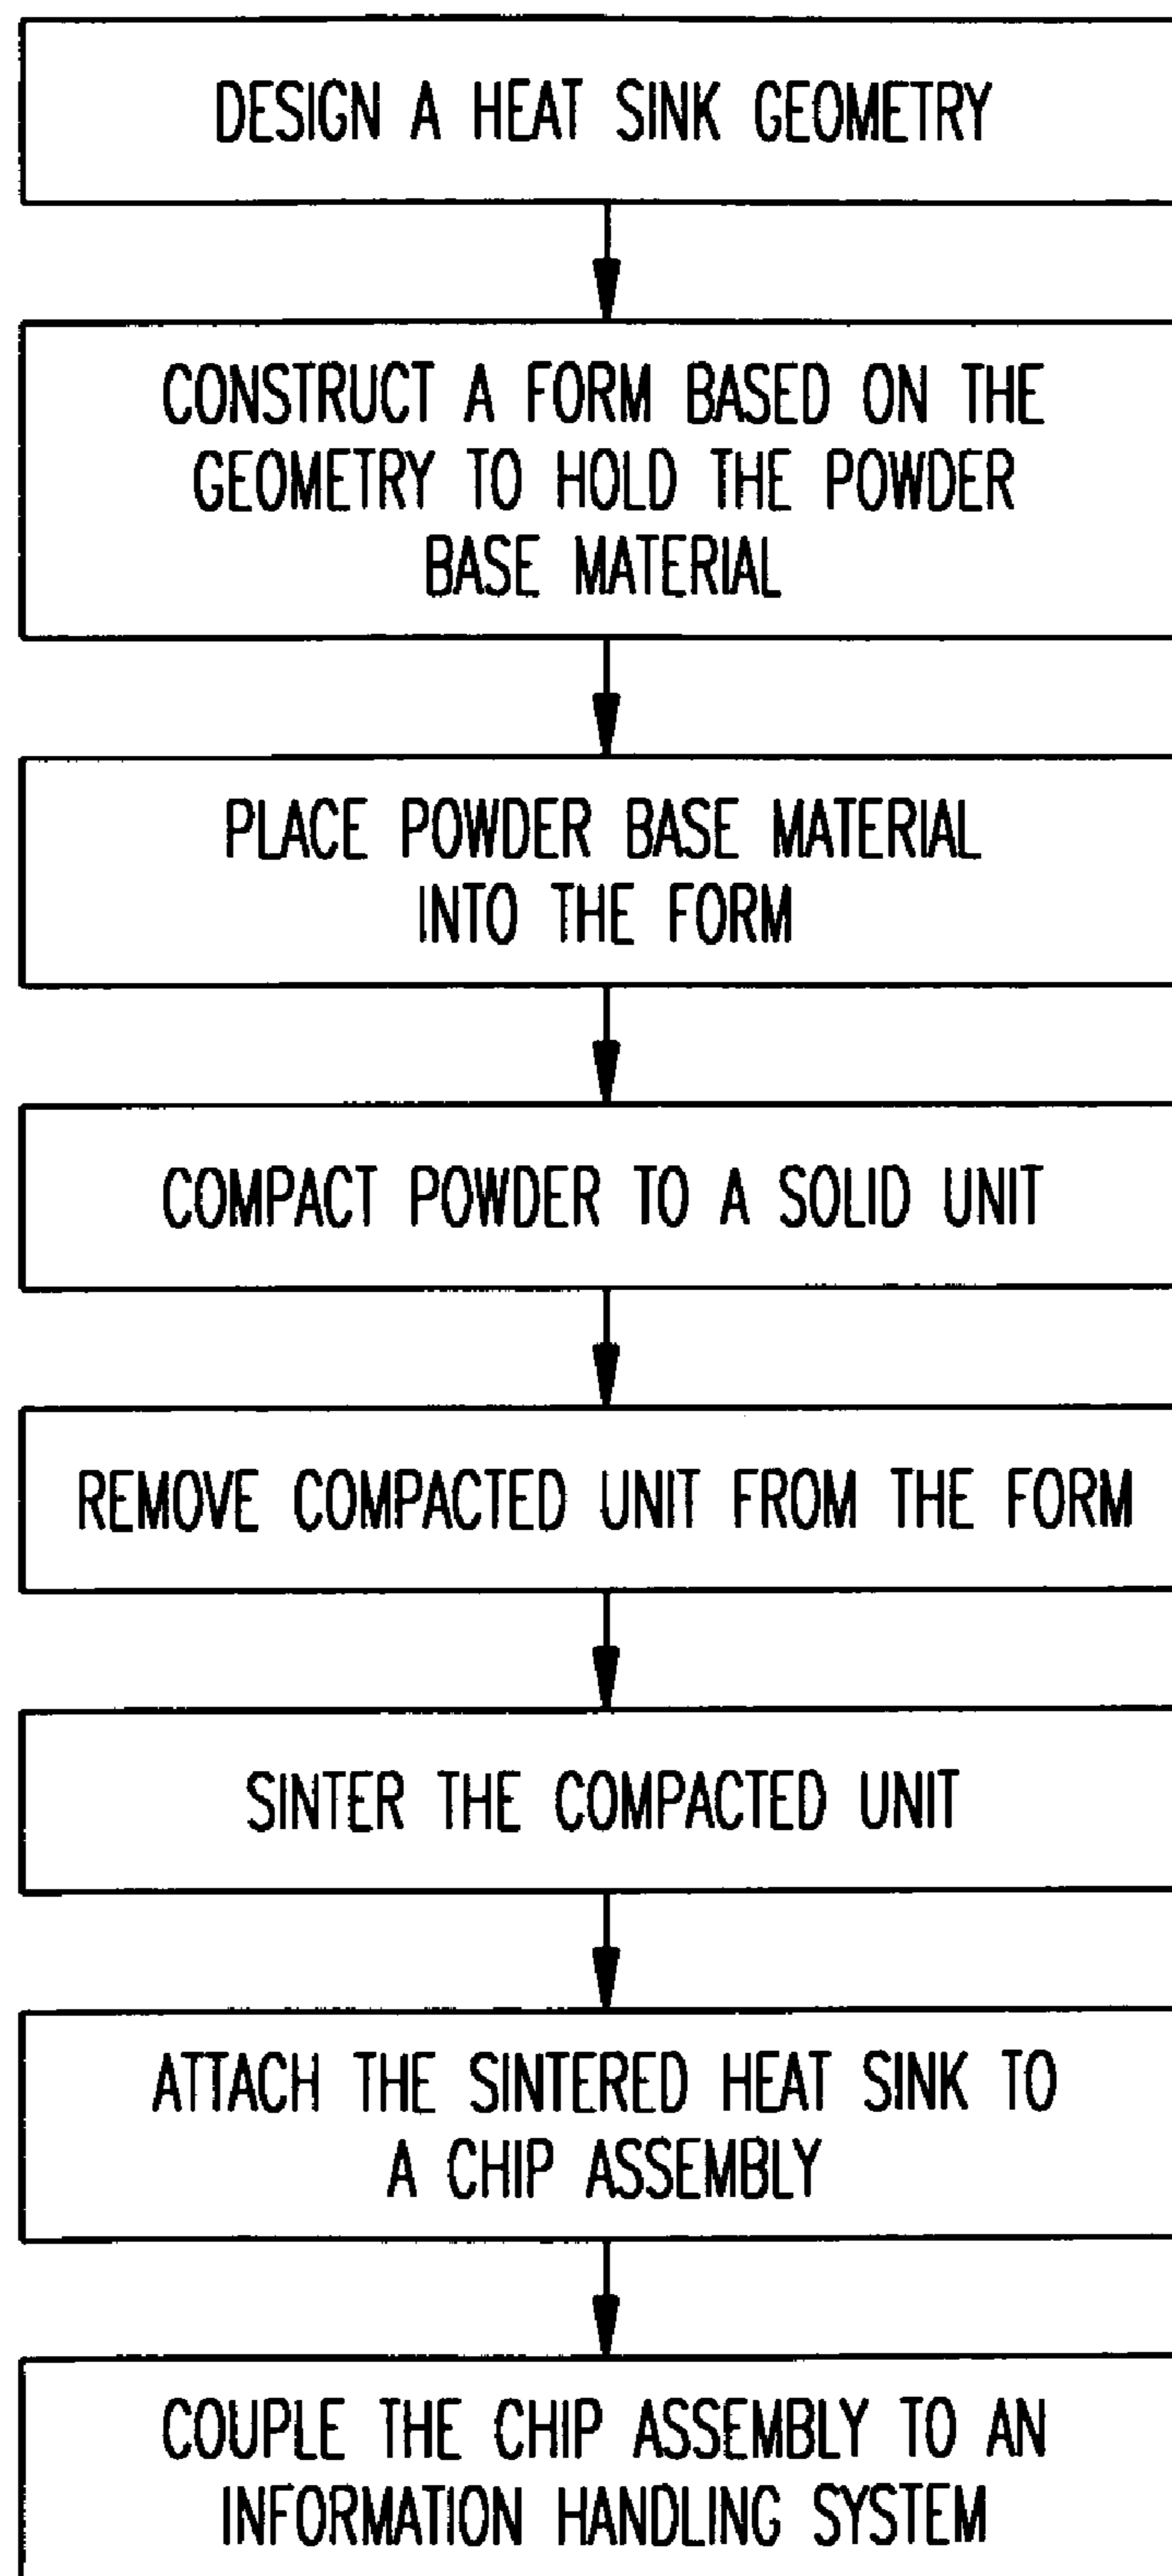 DESIGN A HEAT SINK GEOMETRY
CONSTRUCT A FORM BASED ON THE
GEOMETRY TO HOLD THE POWDER
BASE MATERIAL
PLACE POWDER BASE MATERIAL
INTO THE FORM
COMPACT POWDER TO A SOLID UNIT
REMOVE COMPACTED UNIT FROM THE FORM
SINTER THE COMPACTED UNIT
ATTACH THE SINTERED HEAT SINK TO
A CHIP ASSEMBLY
COUPLE THE CHIP ASSEMBLY TO AN
INFORMATION HANDLING SYSTEM